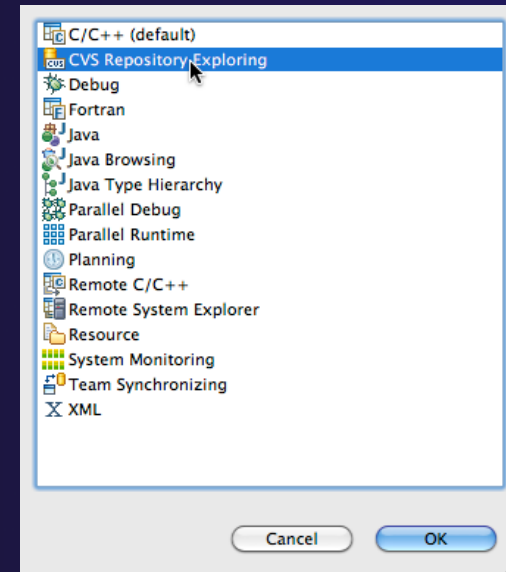 C/C++ (default)
CVS Repository Exploring
Debug
Fortran
Java
Java Browsing
Java Type Hierarchy
Parallel Debug
Parallel Runtime
Planning
Remote C/C++
Remote System Explorer
Resource
System Monitoring
Team Synchronizing
XML
Cancel OK